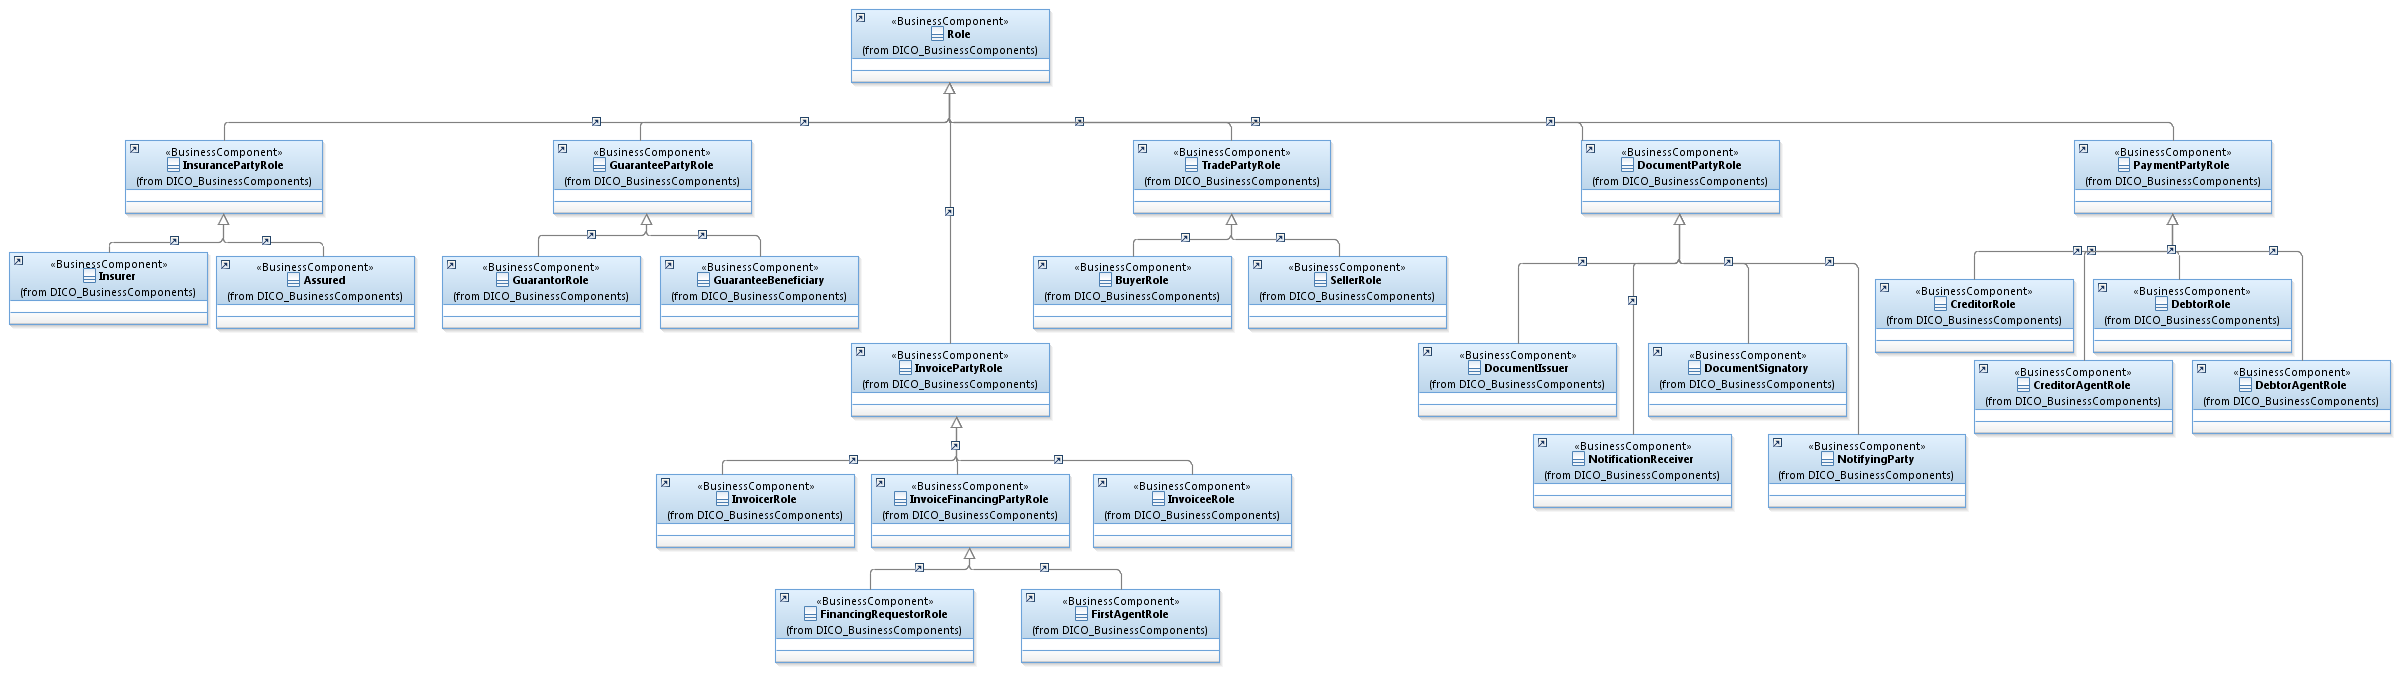 «BusinessComponent»
Role
(from DICO_BusinessComponents)
«BusinessComponent»
InsurancePartyRole
(from DICO_BusinessComponents)
«BusinessComponent»
GuaranteePartyRole
(from DICO_BusinessComponents)
«BusinessComponent»
TradePartyRole
(from DICO_BusinessComponents)
«BusinessComponent»
DocumentPartyRole
(from DICO_BusinessComponents)
«BusinessComponent»
PaymentPartyRole
(from DICO_BusinessComponents)
«BusinessComponent»
Insurer
(from DICO_BusinessComponents)
«BusinessComponent»
Assured
(from DICO_BusinessComponents)
«BusinessComponent»
GuarantorRole
(from DICO_BusinessComponents)
«BusinessComponent»
GuaranteeBeneficiary
(from DICO_BusinessComponents)
«BusinessComponent»
BuyerRole
(from DICO_BusinessComponents)
«BusinessComponent»
SellerRole
(from DICO_BusinessComponents)
«BusinessComponent»
CreditorRole
(from DICO_BusinessComponents)
«BusinessComponent»
DebtorRole
(from DICO_BusinessComponents)
«BusinessComponent»
InvoicePartyRole
(from DICO_BusinessComponents)
«BusinessComponent»
DocumentIssuer
(from DICO_BusinessComponents)
«BusinessComponent»
DocumentSignatory
(from DICO_BusinessComponents)
«BusinessComponent»
CreditorAgentRole
(from DICO_BusinessComponents)
«BusinessComponent»
DebtorAgentRole
(from DICO_BusinessComponents)
«BusinessComponent»
NotificationReceiver
(from DICO_BusinessComponents)
«BusinessComponent»
NotifyingParty
(from DICO_BusinessComponents)
«BusinessComponent»
InvoicerRole
(from DICO_BusinessComponents)
«BusinessComponent»
InvoiceFinancingPartyRole
(from DICO_BusinessComponents)
«BusinessComponent»
InvoiceeRole
(from DICO_BusinessComponents)
«BusinessComponent»
FinancingRequestorRole
(from DICO_BusinessComponents)
«BusinessComponent»
FirstAgentRole
(from DICO_BusinessComponents)